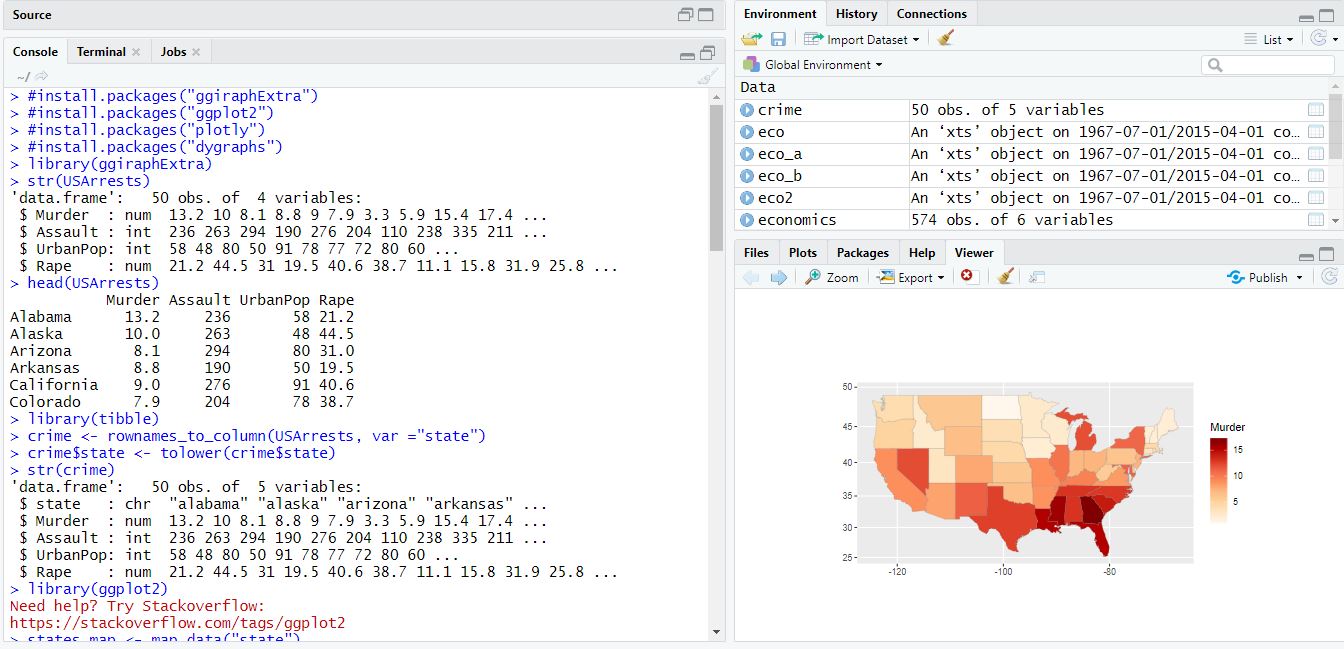 Source
Console Terminal Jobs
~/
> #install.packages("ggiraphExtra")
> #install.packages("ggplot2")
> #install.packages("plotly")
> #install.packages("dygraphs")
> library(ggiraphExtra)
> str(USArrests)
'data.frame':   50 obs. of  4 variables:
 $ Murder  : num  13.2 10 8.1 8.8 9 7.9 3.3 5.9 15.4 17.4 ...
 $ Assault : int  236 263 294 190 276 204 110 238 335 211 ...
 $ UrbanPop: int  58 48 80 50 91 78 77 72 80 60 ...
 $ Rape    : num  21.2 44.5 31 19.5 40.6 38.7 11.1 15.8 31.9 25.8 ...
> head(USArrests)
           Murder Assault UrbanPop Rape
Alabama      13.2     236       58 21.2
Alaska       10.0     263       48 44.5
Arizona       8.1     294       80 31.0
Arkansas      8.8     190       50 19.5
California    9.0     276       91 40.6
Colorado      7.9     204       78 38.7
> library(tibble)
> crime <- rownames_to_column(USArrests, var ="state")
> crime$state <- tolower(crime$state)
> str(crime)
'data.frame':   50 obs. of  5 variables:
 $ state   : chr  "alabama" "alaska" "arizona" "arkansas"  ...
 $ Murder  : num  13.2 10 8.1 8.8 9 7.9 3.3 5.9 15.4 17.4 ...
 $ Assault : int  236 263 294 190 276 204 110 238 335 211 ...
 $ UrbanPop: int  58 48 80 50 91 78 77 72 80 60 ...
 $ Rape    : num  21.2 44.5 31 19.5 40.6 38.7 11.1 15.8 31.9 25.8 ...
> library(ggplot2)
Need help? Try Stackoverflow:
https://stackoverflow.com/tags/ggplot2
> states_map <- map_data("state")
Environment History Connections
Import Dataset List
Global Environment
Data
crime 50 obs. of 5 variables
eco An ‘xts’ object on 1967-07-01/2015-04-01 co…
eco_a An ‘xts’ object on 1967-07-01/2015-04-01 co…
eco_b An ‘xts’ object on 1967-07-01/2015-04-01 co…
eco2 An ‘xts’ object on 1967-07-01/2015-04-01 co…
economics 574 obs. of 6 variables
Files Plots Packages Help Viewer
Zoom Export Publish
50
45
40
35
30
25
-120 -100 -80
Murder
15
10
5